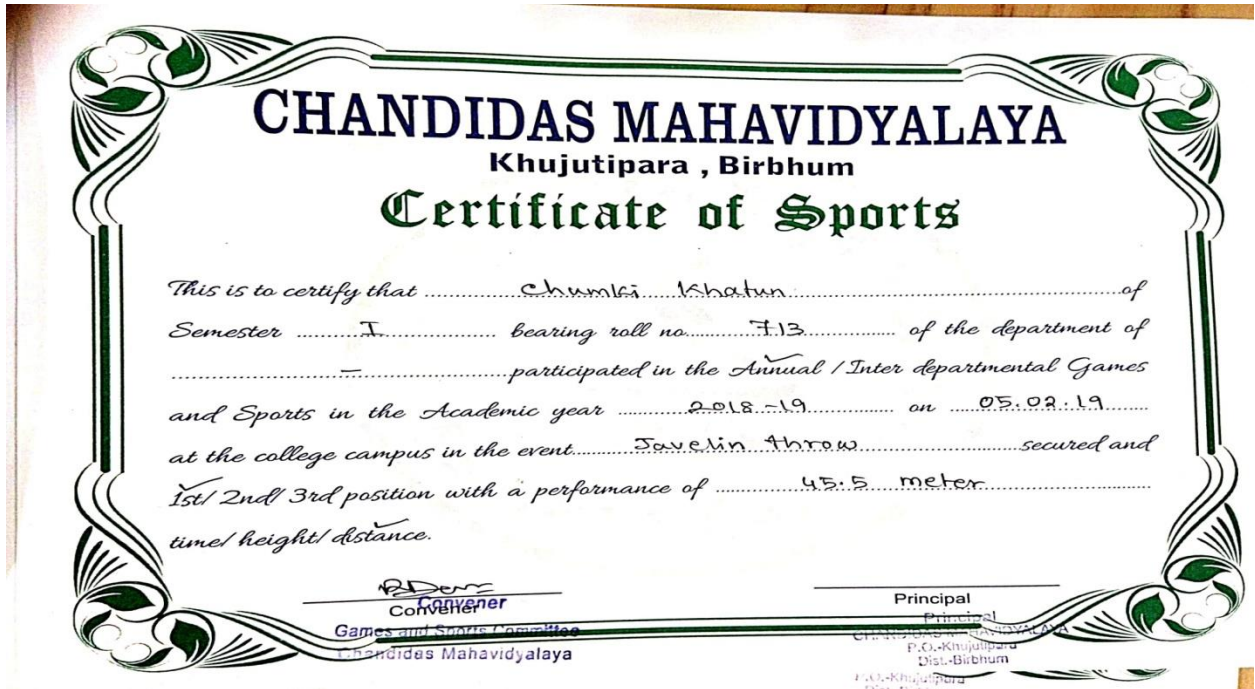 CHANDIDAS MAHAVIDYALAYA
Khujutipara , Birbhum
Certificate of Sports
This is to certify that ........ Chumki Khatun ........ of
Semester ........ I ........ bearing roll no ........ 713 ........ of the department of
........ – ........ participated in the Annual / Inter departmental Games
and Sports in the Academic year ........ 2018-19 ........ on ........ 05.02.19 ........
at the college campus in the event ........ Javelin throw ........ secured and
1st/ 2nd/ 3rd position with a performance of ........ 45.5 meter ........
time/ height/ distance.
Convener
Convener
Games and Sports Committee
Chandidas Mahavidyalaya
Principal
Principal
CHANDIDAS MAHAVIDYALAYA
P.O.-Khujutipara
Dist.-Birbhum
P.O.-Khujutipara